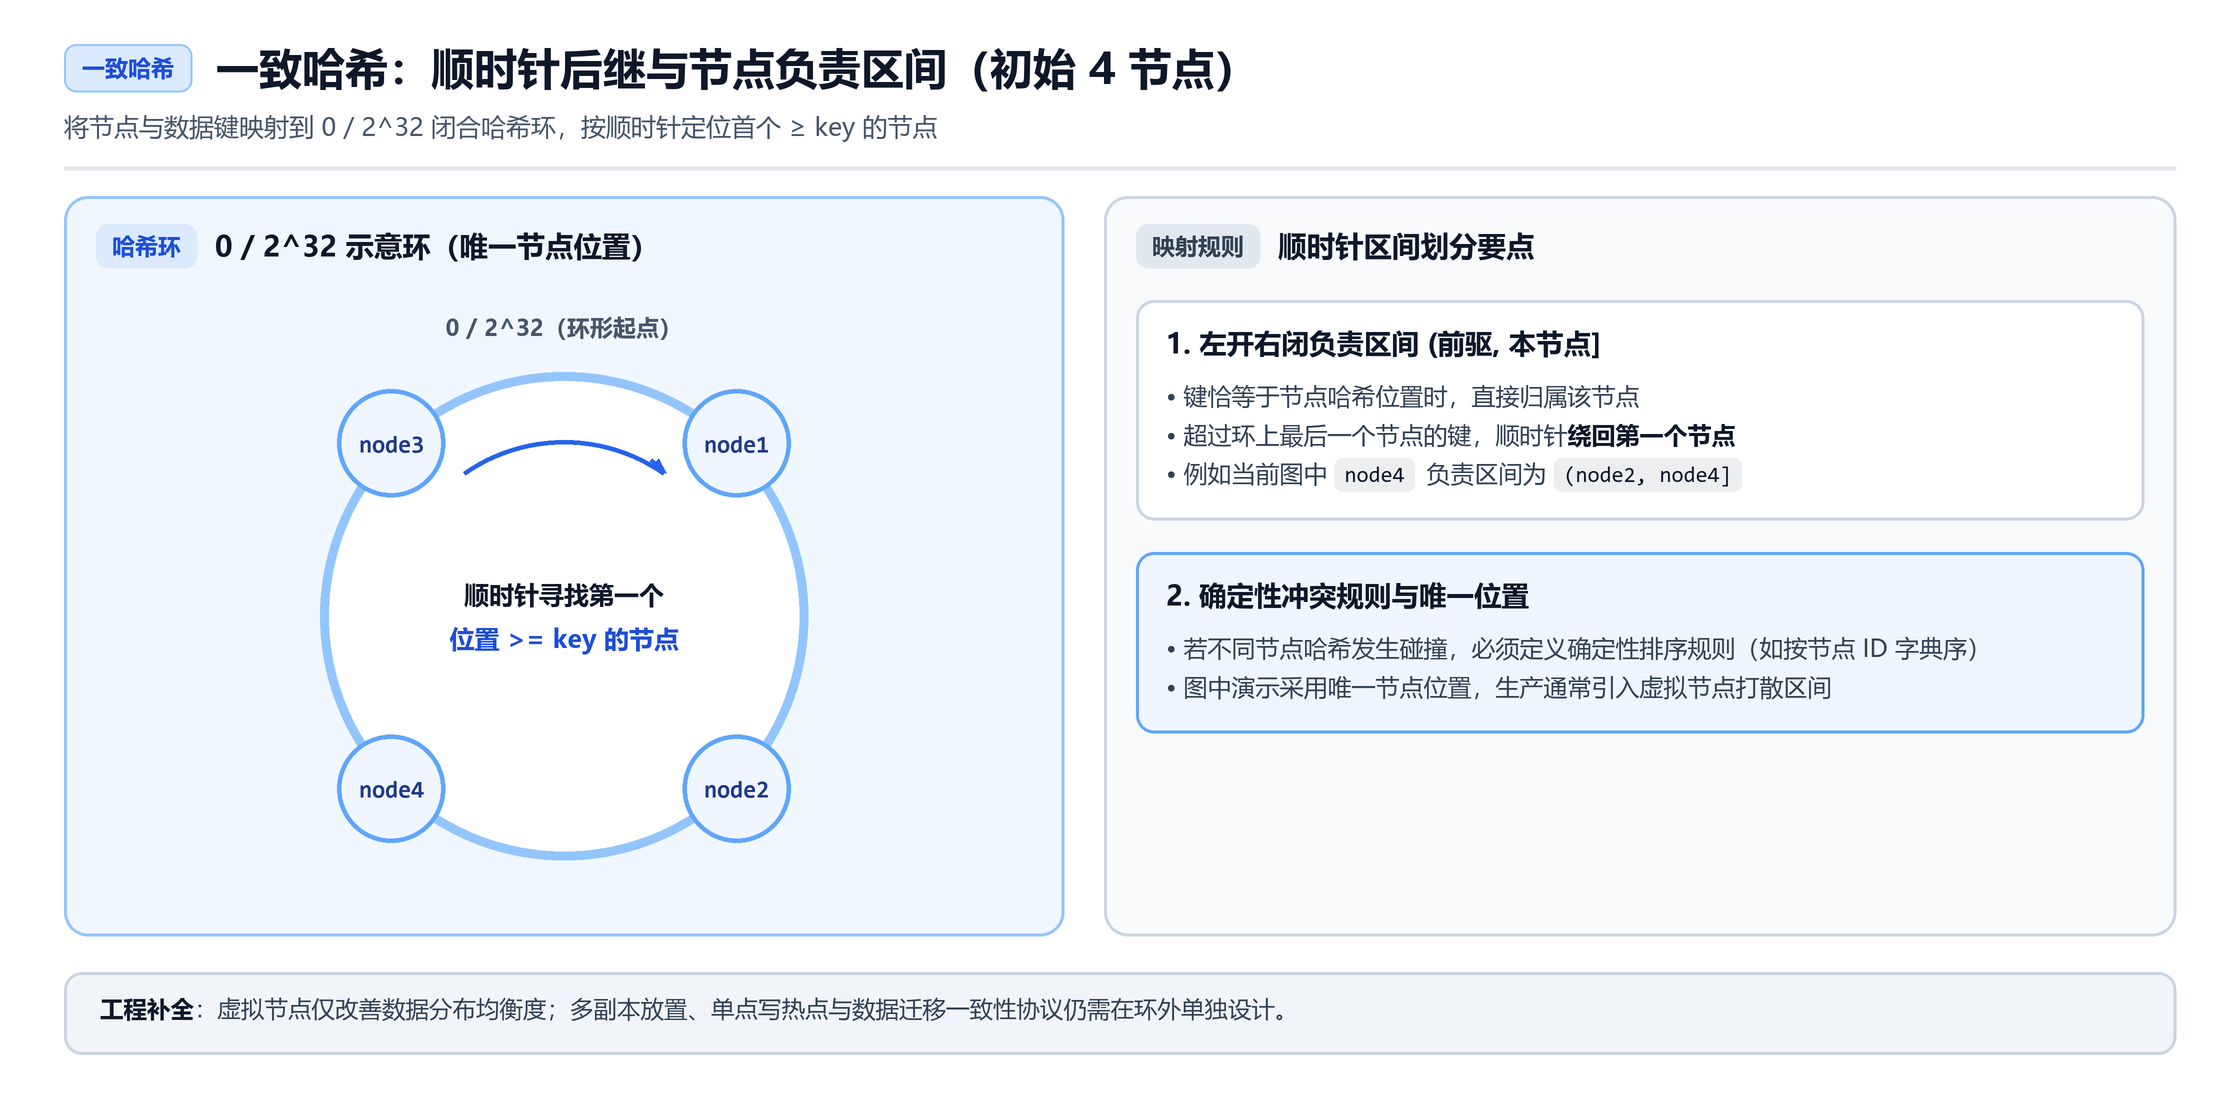 一致哈希
一致哈希：顺时针后继与节点负责区间（初始 4 节点）
将节点与数据键映射到 0 / 2^32 闭合哈希环，按顺时针定位首个 ≥ key 的节点
哈希环
0 / 2^32 示意环（唯一节点位置）
0 / 2^32（环形起点）
node3
node1
顺时针寻找第一个
位置 >= key 的节点
node4
node2
映射规则
顺时针区间划分要点
1. 左开右闭负责区间 (前驱, 本节点]
• 键恰等于节点哈希位置时，直接归属该节点
• 超过环上最后一个节点的键，顺时针绕回第一个节点
• 例如当前图中 node4 负责区间为 (node2, node4]
2. 确定性冲突规则与唯一位置
• 若不同节点哈希发生碰撞，必须定义确定性排序规则（如按节点 ID 字典序）
• 图中演示采用唯一节点位置，生产通常引入虚拟节点打散区间
工程补全：虚拟节点仅改善数据分布均衡度；多副本放置、单点写热点与数据迁移一致性协议仍需在环外单独设计。